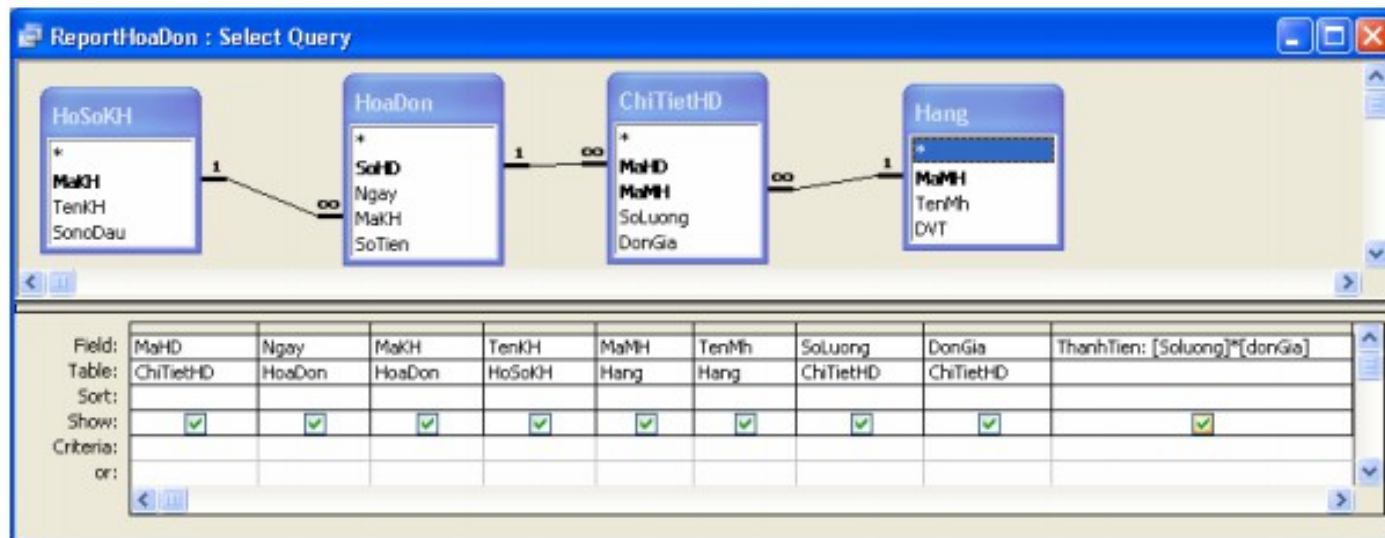 ReportHoaDon : Select Query
HoSoKH
*
MaKH
TenKH
SonoDau
1
∞
HoaDon
*
SoHD
Ngay
MaKH
SoTien
1
∞
ChiTietHD
*
MaHD
MaMH
SoLuong
DonGia
∞
1
Hang
*
MaMH
TenMh
DVT
Field: MaHD Ngay MaKH TenKH MaMH TenMh SoLuong DonGia ThanhTien: [Soluong]*[donGia]
Table: ChiTietHD HoaDon HoaDon HoSoKH Hang Hang ChiTietHD ChiTietHD
Sort:
Show:
Criteria:
or: